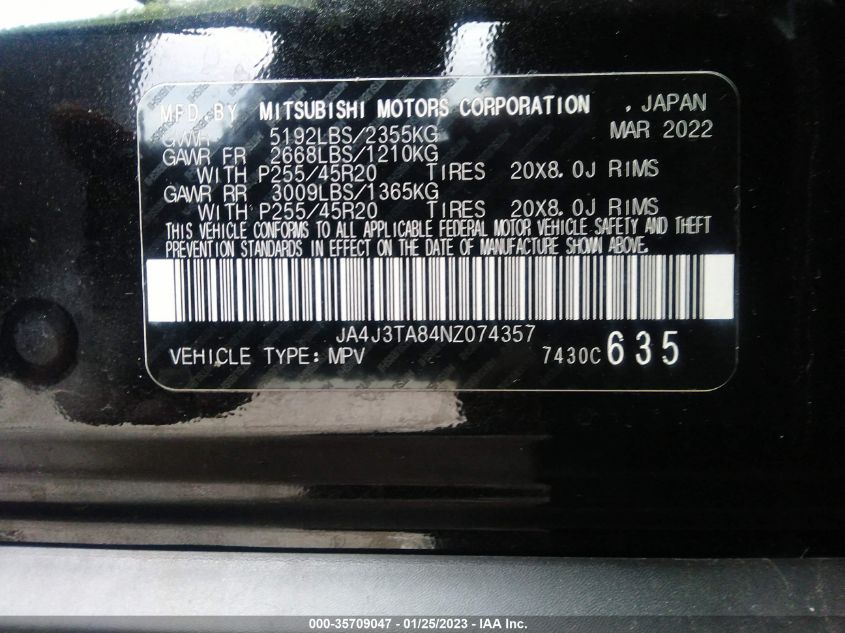 MFD. BY MITSUBISHI MOTORS CORPORATION , JAPAN
GVWR 5192LBS/2355KG MAR 2022
GAWR FR 2668LBS/1210KG
WITH P255/45R20 TIRES 20X8.0J RIMS
GAWR RR 3009LBS/1365KG
WITH P255/45R20 TIRES 20X8.0J RIMS
THIS VEHICLE CONFORMS TO ALL APPLICABLE FEDERAL MOTOR VEHICLE SAFETY AND THEFT
PREVENTION STANDARDS IN EFFECT ON THE DATE OF MANUFACTURE SHOWN ABOVE.
JA4J3TA84NZ074357
VEHICLE TYPE: MPV 7430C 635
000-35709047 - 01/25/2023 - IAA Inc.